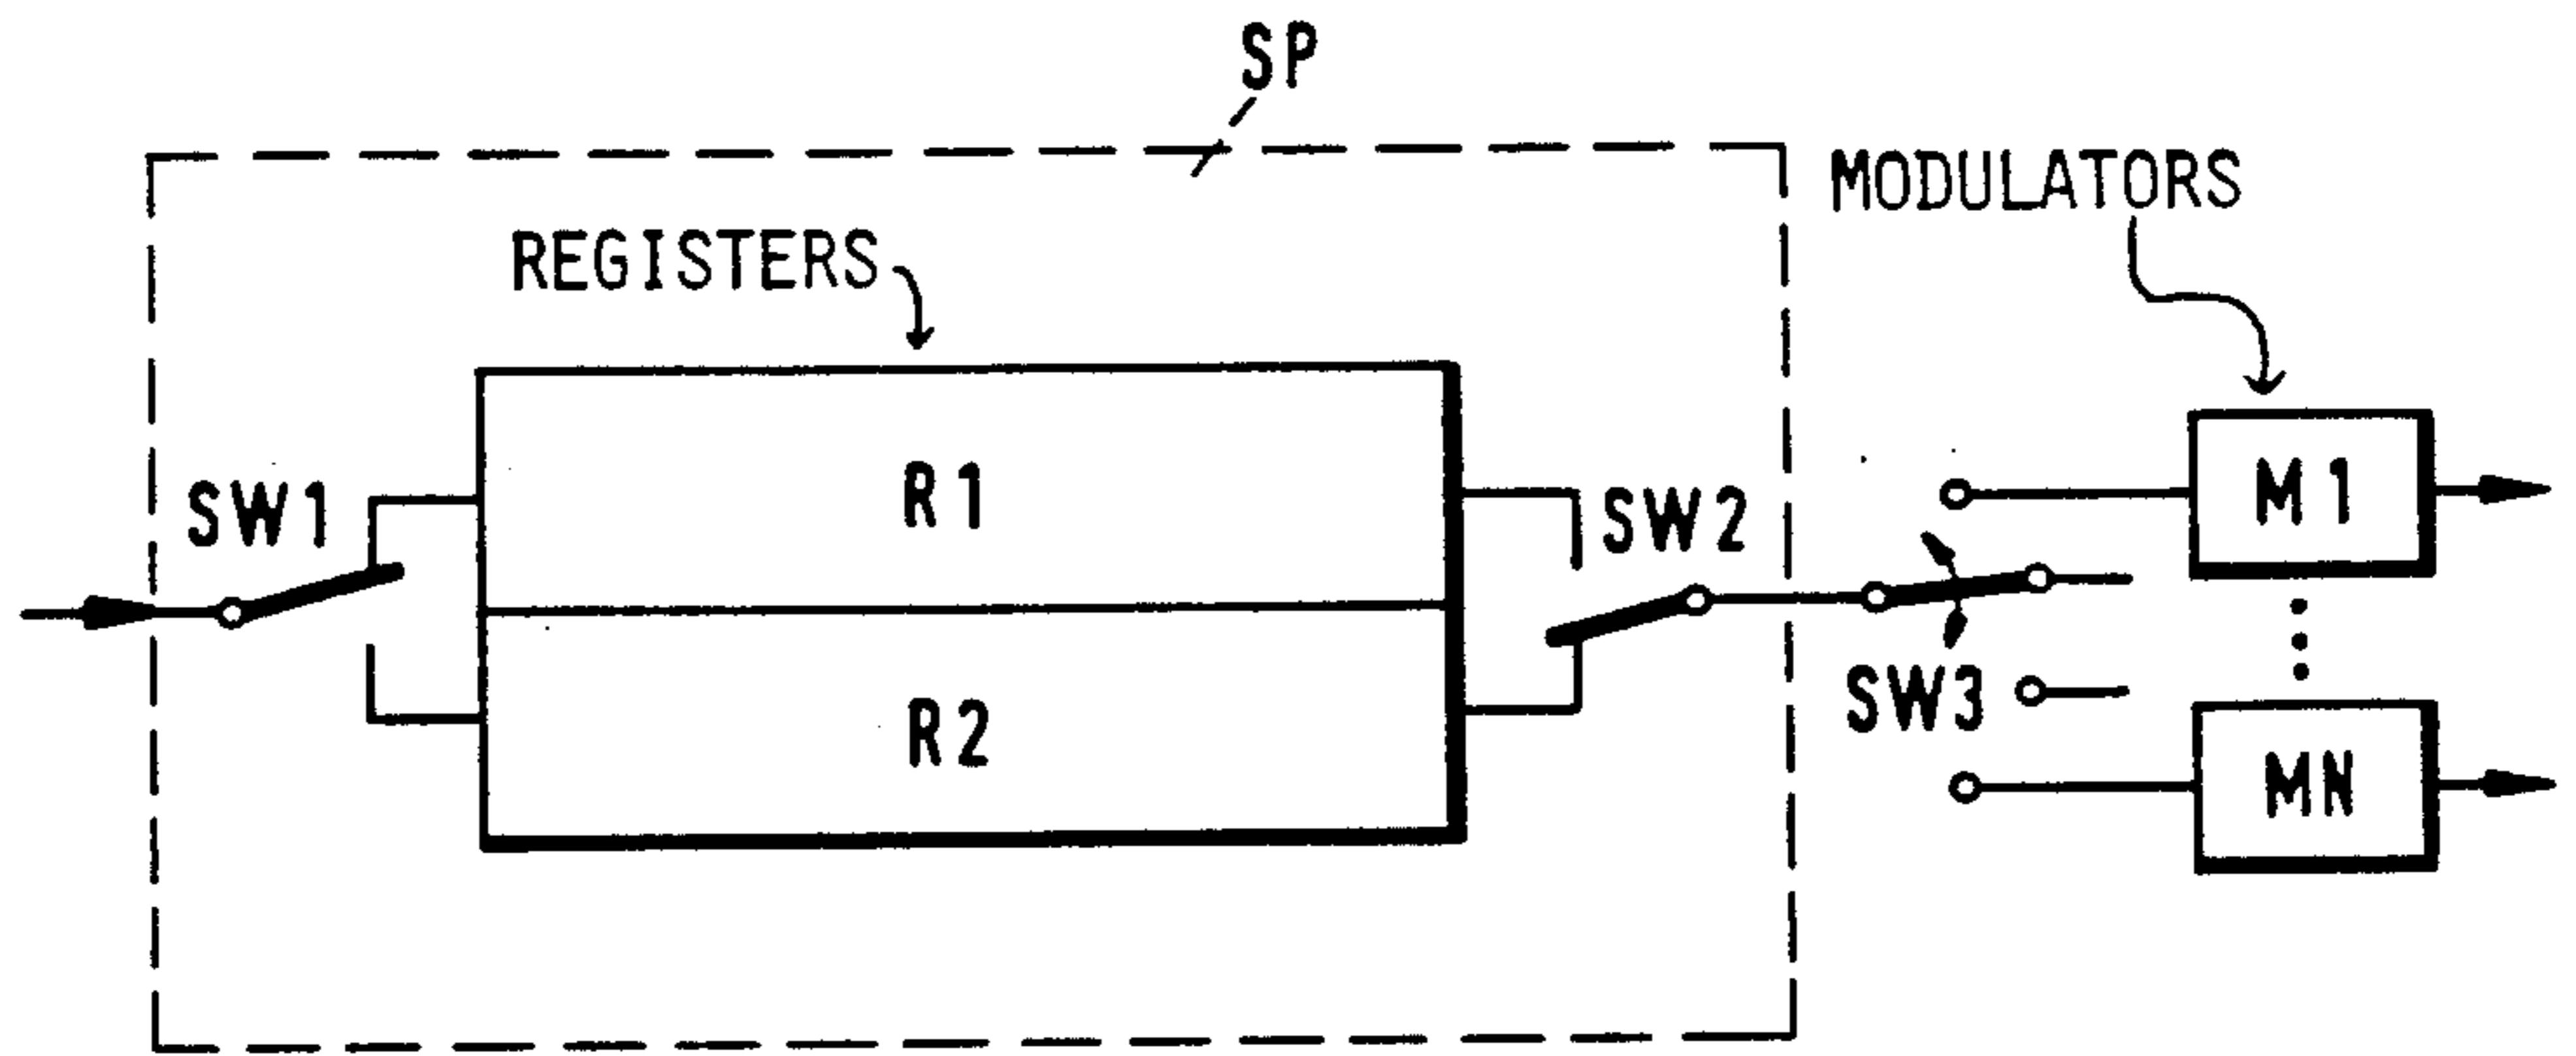 SP
MODULATORS
REGISTERS
SW1
R1
SW2
M1
SW3
R2
MN